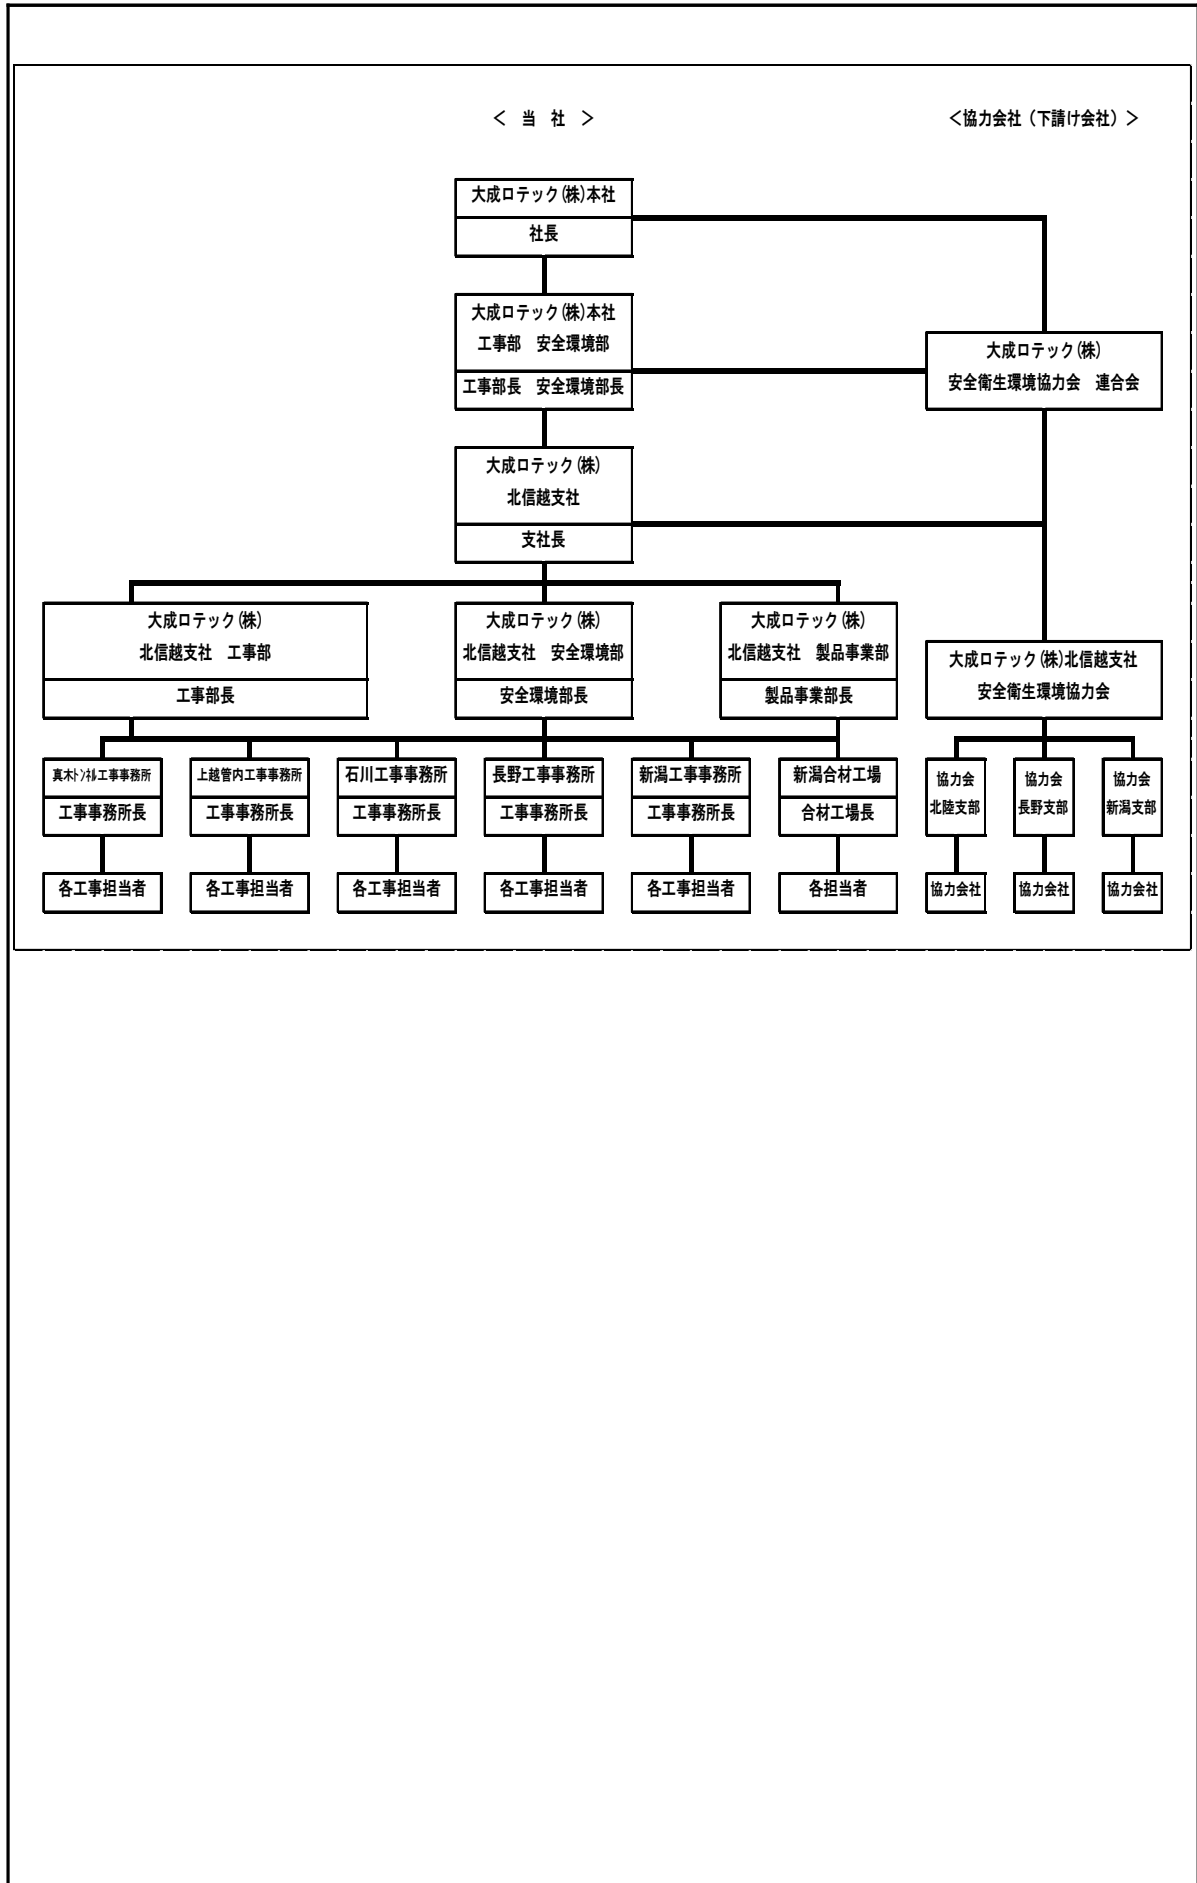 ＜ 当 社 ＞
＜協力会社（下請け会社）＞
大成ロテック(株)本社
社長
大成ロテック(株)本社
工事部 安全環境部
工事部長 安全環境部長
大成ロテック(株)
安全衛生環境協力会 連合会
大成ロテック(株)
北信越支社
支社長
大成ロテック(株)
北信越支社 工事部
工事部長
大成ロテック(株)
北信越支社 安全環境部
安全環境部長
大成ロテック(株)
北信越支社 製品事業部
製品事業部長
大成ロテック(株)北信越支社
安全衛生環境協力会
真木ﾄﾝﾈﾙ工事事務所
工事事務所長
上越管内工事事務所
工事事務所長
石川工事事務所
工事事務所長
長野工事事務所
工事事務所長
新潟工事事務所
工事事務所長
新潟合材工場
合材工場長
協力会
北陸支部
協力会
長野支部
協力会
新潟支部
各工事担当者
各工事担当者
各工事担当者
各工事担当者
各工事担当者
各担当者
協力会社
協力会社
協力会社